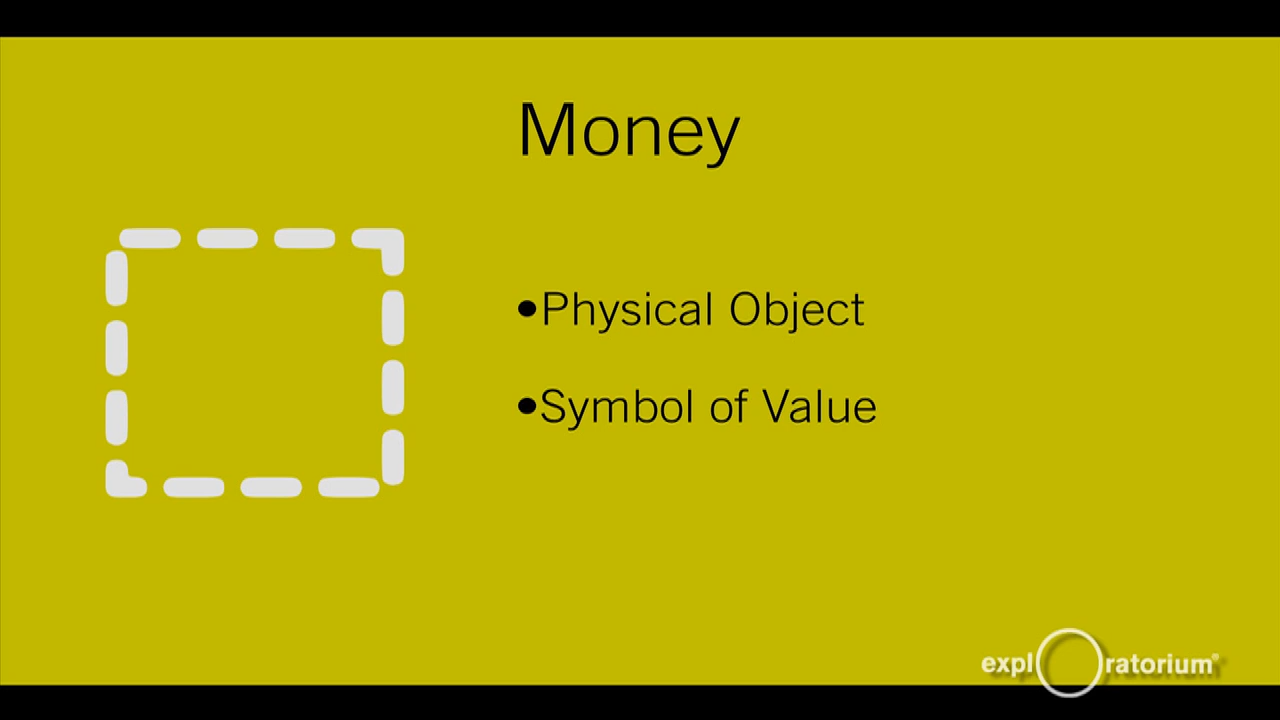 Money
•Physical Object
•Symbol of Value
explOratorium®